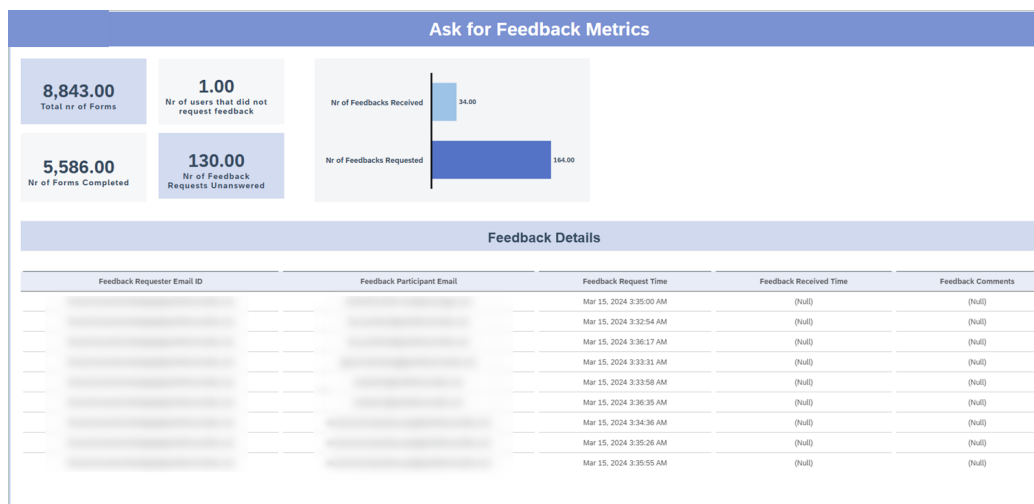 Ask for Feedback Metrics
8,843.00
Total nr of Forms
1.00
Nr of users that did not
request feedback
5,586.00
Nr of Forms Completed
130.00
Nr of Feedback
Requests Unanswered
Nr of Feedbacks Received
34.00
Nr of Feedbacks Requested
164.00
Feedback Details
Feedback Requester Email ID Feedback Participant Email Feedback Request Time Feedback Received Time Feedback Comments
Mar 15, 2024 3:35:00 AM (Null) (Null)
Mar 15, 2024 3:32:54 AM (Null) (Null)
Mar 15, 2024 3:36:17 AM (Null) (Null)
Mar 15, 2024 3:33:31 AM (Null) (Null)
Mar 15, 2024 3:33:58 AM (Null) (Null)
Mar 15, 2024 3:36:35 AM (Null) (Null)
Mar 15, 2024 3:34:36 AM (Null) (Null)
Mar 15, 2024 3:35:26 AM (Null) (Null)
Mar 15, 2024 3:35:55 AM (Null) (Null)